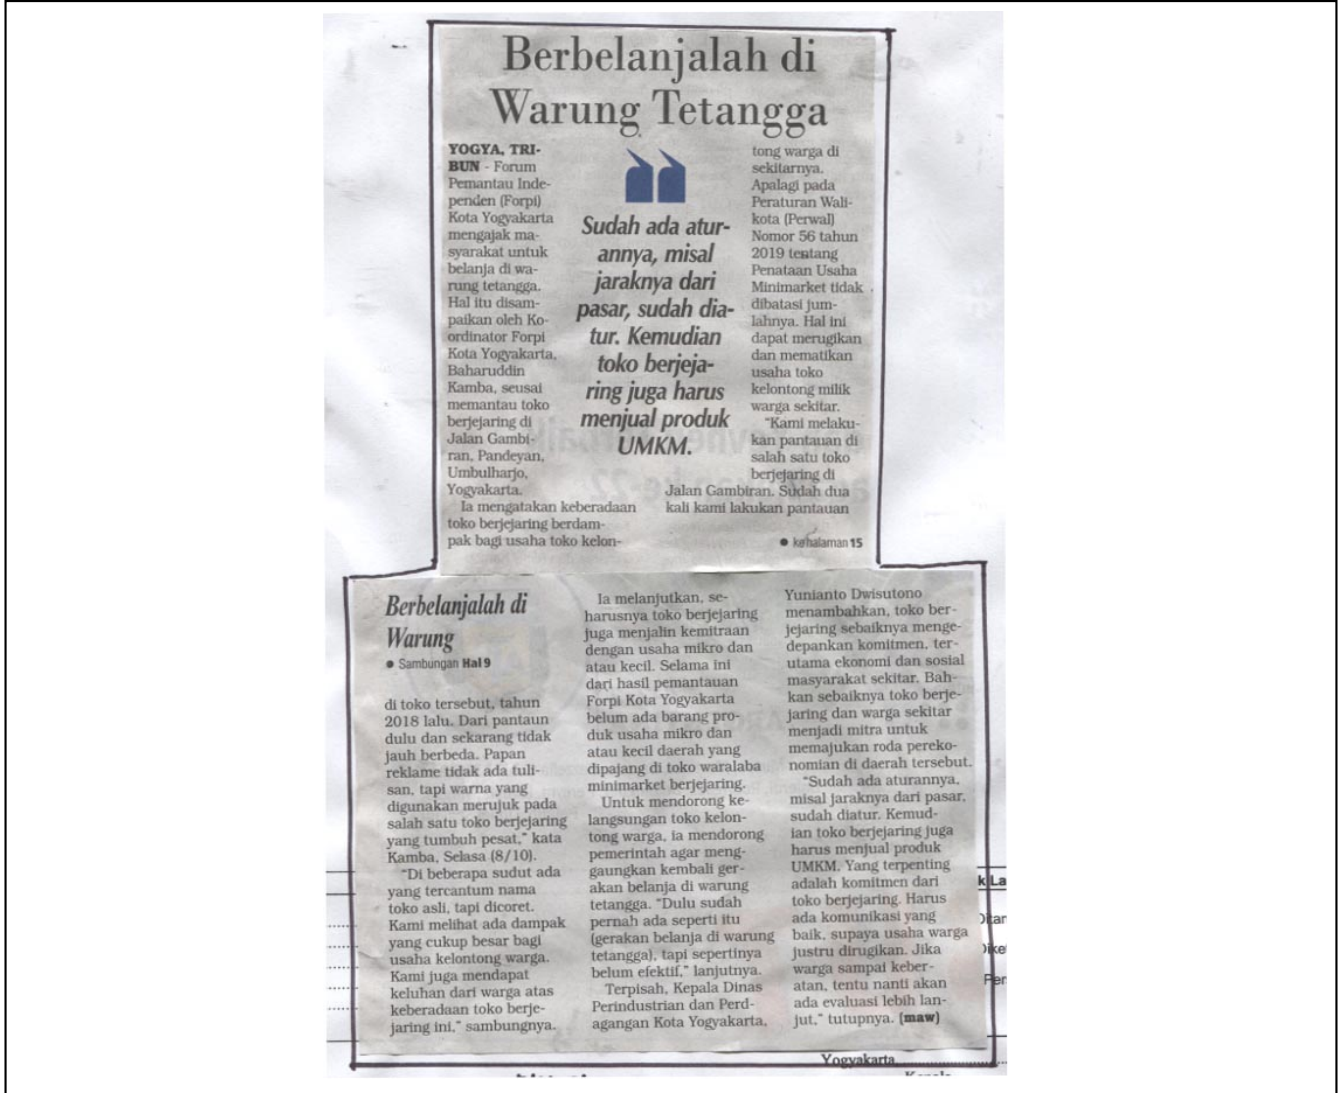 Berbelanjalah di
Warung Tetangga
YOGYA, TRI-
BUN - Forum
Pemantau Inde-
penden (Forpi)
Kota Yogyakarta
mengajak ma-
syarakat untuk
belanja di wa-
rung tetangga.
Hal itu disam-
paikan oleh Ko-
ordinator Forpi
Kota Yogyakarta,
Baharuddin
Kamba, seusai
memantau toko
berjejaring di
Jalan Gambi-
ran, Pandeyan,
Umbulharjo,
Yogyakarta.
Ia mengatakan keberadaan
toko berjejaring berdam-
pak bagi usaha toko kelon-
Sudah ada atur-
annya, misal
jaraknya dari
pasar, sudah dia-
tur. Kemudian
toko berjeja-
ring juga harus
menjual produk
UMKM.
tong warga di
sekitarnya.
Apalagi pada
Peraturan Wali-
kota (Perwal)
Nomor 56 tahun
2019 tentang
Penataan Usaha
Minimarket tidak
dibatasi jum-
lahnya. Hal ini
dapat merugikan
dan mematikan
usaha toko
kelontong milik
warga sekitar.
"Kami melaku-
kan pantauan di
salah satu toko
berjejaring di
Jalan Gambiran. Sudah dua
kali kami lakukan pantauan
● ke halaman 15
Berbelanjalah di
Warung
● Sambungan Hal 9
di toko tersebut, tahun
2018 lalu. Dari pantaun
dulu dan sekarang tidak
jauh berbeda. Papan
reklame tidak ada tuli-
san, tapi warna yang
digunakan merujuk pada
salah satu toko berjejaring
yang tumbuh pesat," kata
Kamba, Selasa (8/10).
"Di beberapa sudut ada
yang tercantum nama
toko asli, tapi dicoret.
Kami melihat ada dampak
yang cukup besar bagi
usaha kelontong warga.
Kami juga mendapat
keluhan dari warga atas
keberadaan toko berje-
jaring ini," sambungnya.
Ia melanjutkan, se-
harusnya toko berjejaring
juga menjalin kemitraan
dengan usaha mikro dan
atau kecil. Selama ini
dari hasil pemantauan
Forpi Kota Yogyakarta
belum ada barang pro-
duk usaha mikro dan
atau kecil daerah yang
dipajang di toko waralaba
minimarket berjejaring.
Untuk mendorong ke-
langsungan toko kelon-
tong warga, ia mendorong
pemerintah agar meng-
gaungkan kembali ger-
akan belanja di warung
tetangga. "Dulu sudah
pernah ada seperti itu
(gerakan belanja di warung
tetangga), tapi sepertinya
belum efektif," lanjutnya.
Terpisah, Kepala Dinas
Perindustrian dan Perd-
agangan Kota Yogyakarta,
Yunianto Dwisutono
menambahkan, toko ber-
jejaring sebaiknya menge-
depankan komitmen, ter-
utama ekonomi dan sosial
masyarakat sekitar. Bah-
kan sebaiknya toko berje-
jaring dan warga sekitar
menjadi mitra untuk
memajukan roda pereko-
nomian di daerah tersebut.
"Sudah ada aturannya,
misal jaraknya dari pasar,
sudah diatur. Kemud-
ian toko berjejaring juga
harus menjual produk
UMKM. Yang terpenting
adalah komitmen dari
toko berjejaring. Harus
ada komunikasi yang
baik, supaya usaha warga
justru dirugikan. Jika
warga sampai keber-
atan, tentu nanti akan
ada evaluasi lebih lan-
jut," tutupnya. (maw)
k La
Ditan
Dike
Per
Yogyakarta